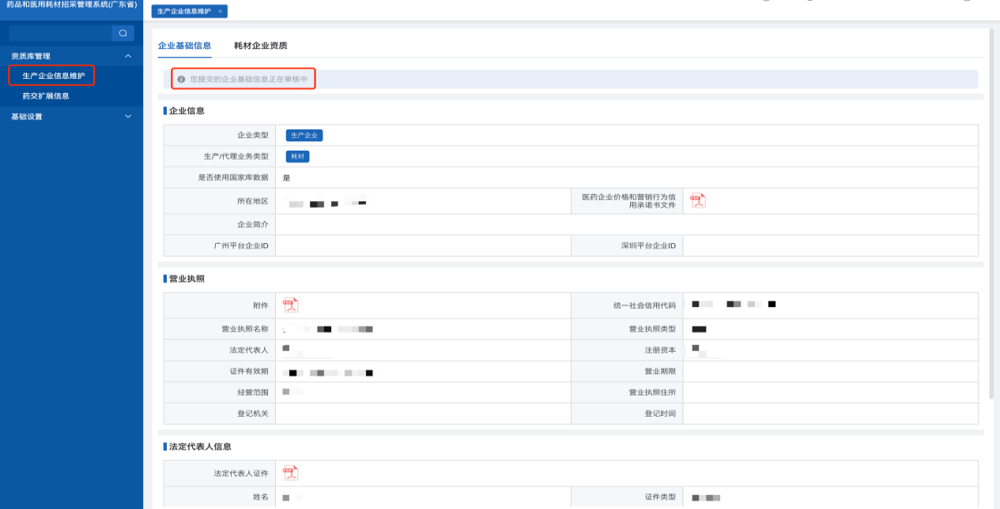 药品和医用耗材招采管理系统(广东省)
生产企业信息维护 ×
资质库管理
生产企业信息维护
药交扩展信息
基础设置
企业基础信息 耗材企业资质
您提交的企业基础信息正在审核中
企业信息
企业类型 生产企业
生产/代理业务类型 耗材
是否使用国家库数据 是
所在地区 医药企业价格和营销行为信
用承诺书文件
企业简介
广州平台企业ID 深圳平台企业ID
营业执照
附件 统一社会信用代码
营业执照名称 营业执照类型
法定代表人 注册资本
证件有效期 营业期限
经营范围 营业执照住所
登记机关 登记时间
法定代表人信息
法定代表人证件
姓名 证件类型